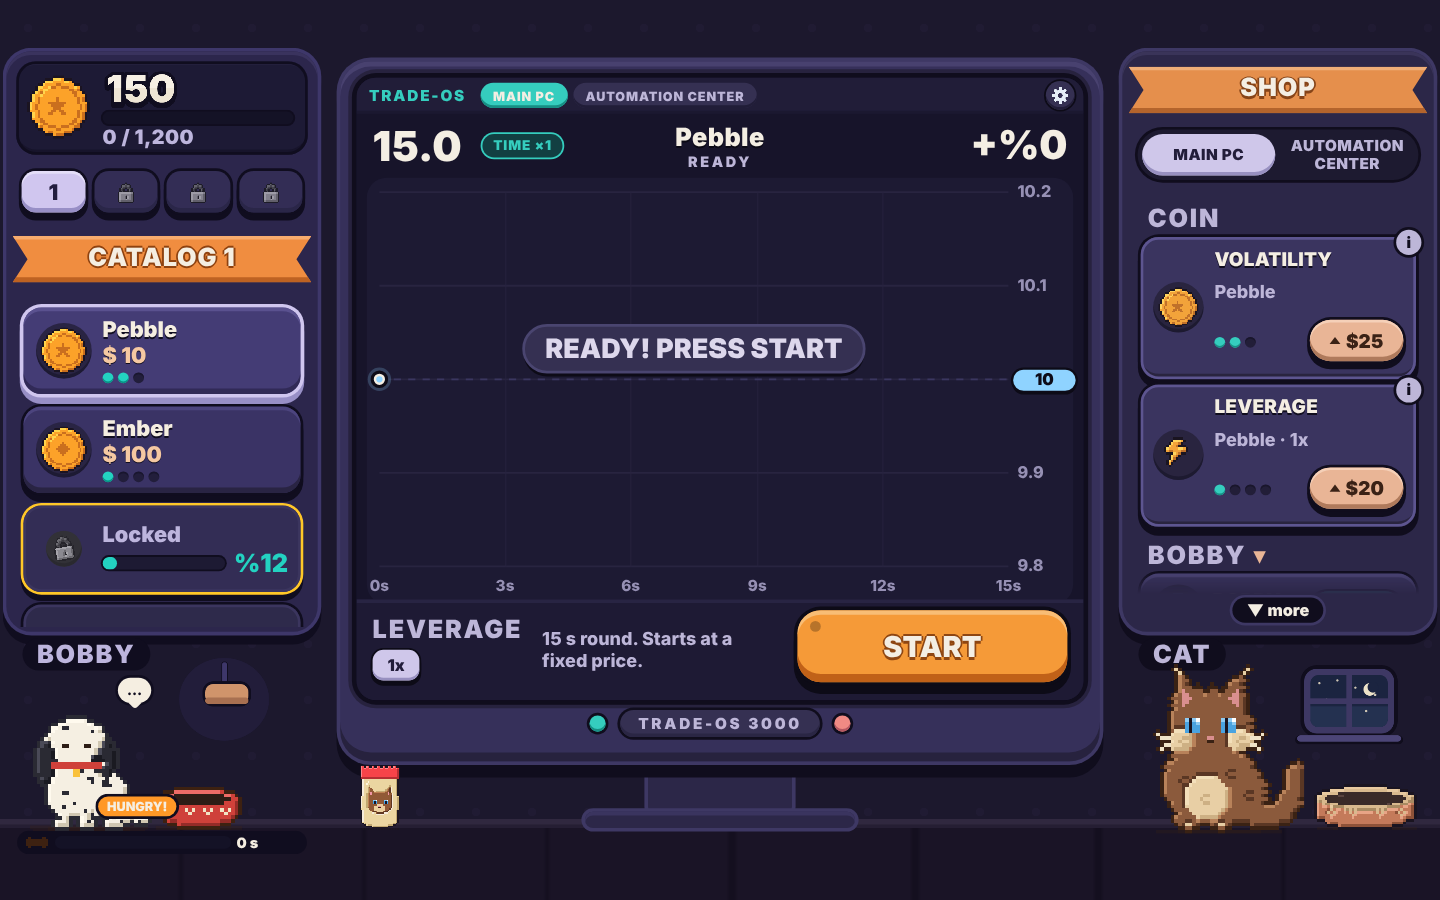 150
0 / 1,200
1
CATALOG 1
Pebble
$ 10
Ember
$ 100
Locked
%12
BOBBY
...
HUNGRY!
0 s
TRADE-OS
MAIN PC
AUTOMATION CENTER
15.0
TIME ×1
Pebble
READY
+%0
10.2
10.1
READY! PRESS START
10
9.9
9.8
0s
3s
6s
9s
12s
15s
LEVERAGE
1x
15 s round. Starts at a
fixed price.
START
TRADE-OS 3000
SHOP
MAIN PC
AUTOMATION
CENTER
COIN
i
VOLATILITY
Pebble
$25
i
LEVERAGE
Pebble · 1x
$20
BOBBY ▼
▼ more
CAT